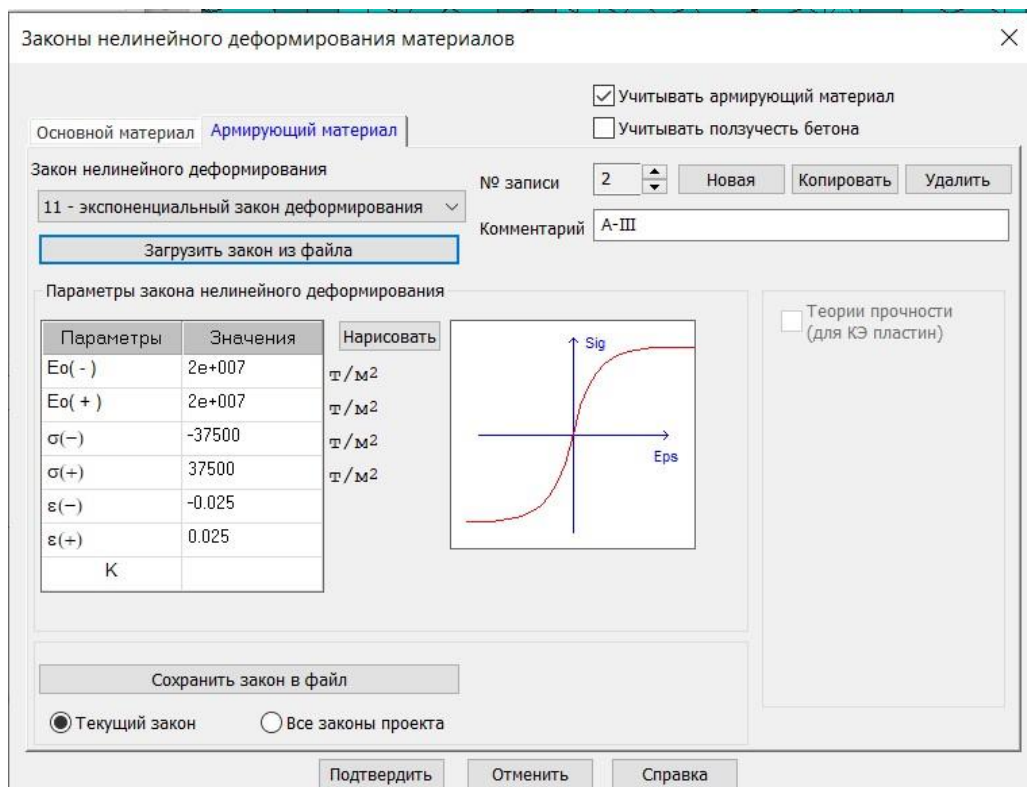 Законы нелинейного деформирования материалов
Учитывать армирующий материал
Учитывать ползучесть бетона
Основной материал Армирующий материал
Закон нелинейного деформирования
11 - экспоненциальный закон деформирования
Загрузить закон из файла
№ записи 2 Новая Копировать Удалить
Комментарий A-III
Параметры закона нелинейного деформирования
Параметры Значения
Eo( - ) 2e+007 т/м2
Eo( + ) 2e+007 т/м2
σ(−) -37500 т/м2
σ(+) 37500 т/м2
ε(−) -0.025
ε(+) 0.025
K
Нарисовать
Sig
Eps
Теории прочности
(для КЭ пластин)
Сохранить закон в файл
Текущий закон Все законы проекта
Подтвердить Отменить Справка